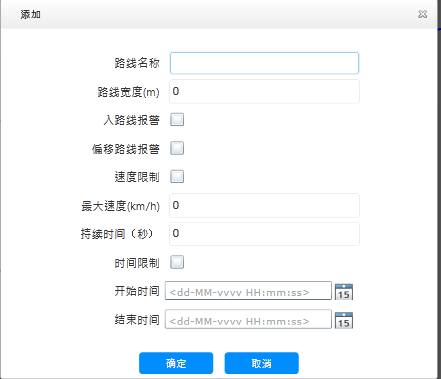 添加
路线名称
路线宽度(m) 0
入路线报警
偏移路线报警
速度限制
最大速度(km/h) 0
持续时间（秒） 0
时间限制
开始时间 <dd-MM-yyyy HH:mm:ss> 15
结束时间 <dd-MM-yyyy HH:mm:ss> 15
确定 取消